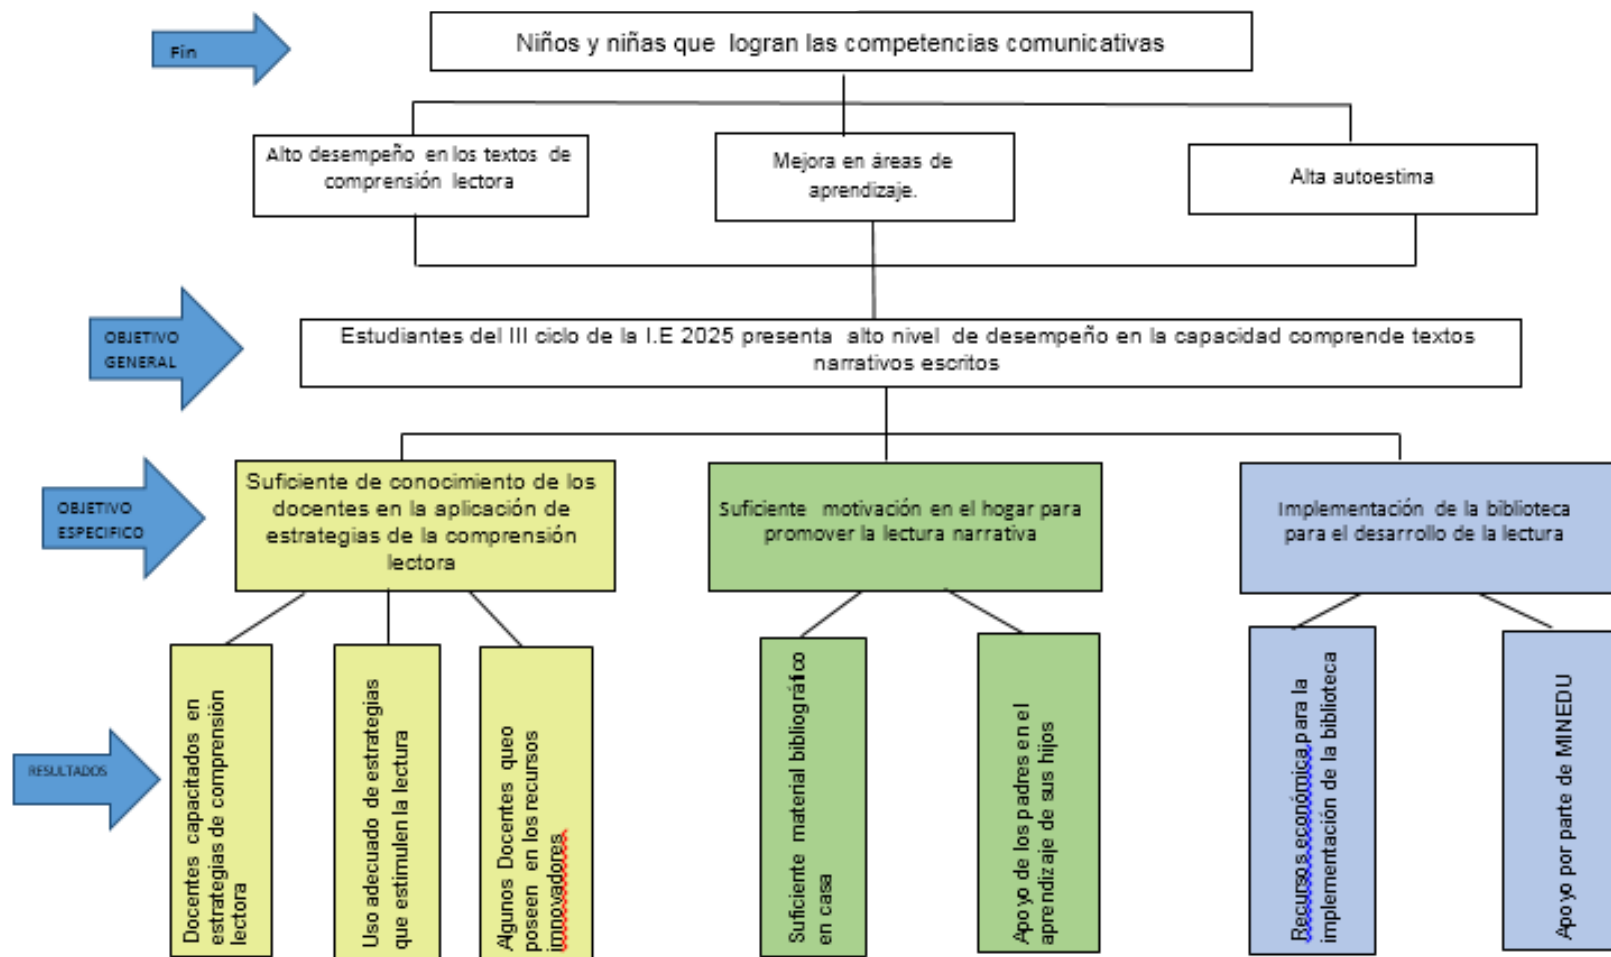 Fin
Niños y niñas que logran las competencias comunicativas
Alto desempeño en los textos de
comprensión lectora
Mejora en áreas de
aprendizaje.
Alta autoestima
OBJETIVO
GENERAL
Estudiantes del III ciclo de la I.E 2025 presenta alto nivel de desempeño en la capacidad comprende textos
narrativos escritos
OBJETIVO
ESPECIFICO
Suficiente de conocimiento de los
docentes en la aplicación de
estrategias de la comprensión
lectora
Suficiente motivación en el hogar para
promover la lectura narrativa
Implementación de la biblioteca
para el desarrollo de la lectura
RESULTADOS
Docentes capacitados en
estrategias de comprensión
lectora
Uso adecuado de estrategias
que estimulen la lectura
Algunos Docentes queo
poseen en los recursos
imnovadores
Suficiente material bibliográfico
en casa
Apoyo de los padres en el
aprendizaje de sus hijos
Recursos económica para la
implementación de la biblioteca
Apoyo por parte de MINEDU